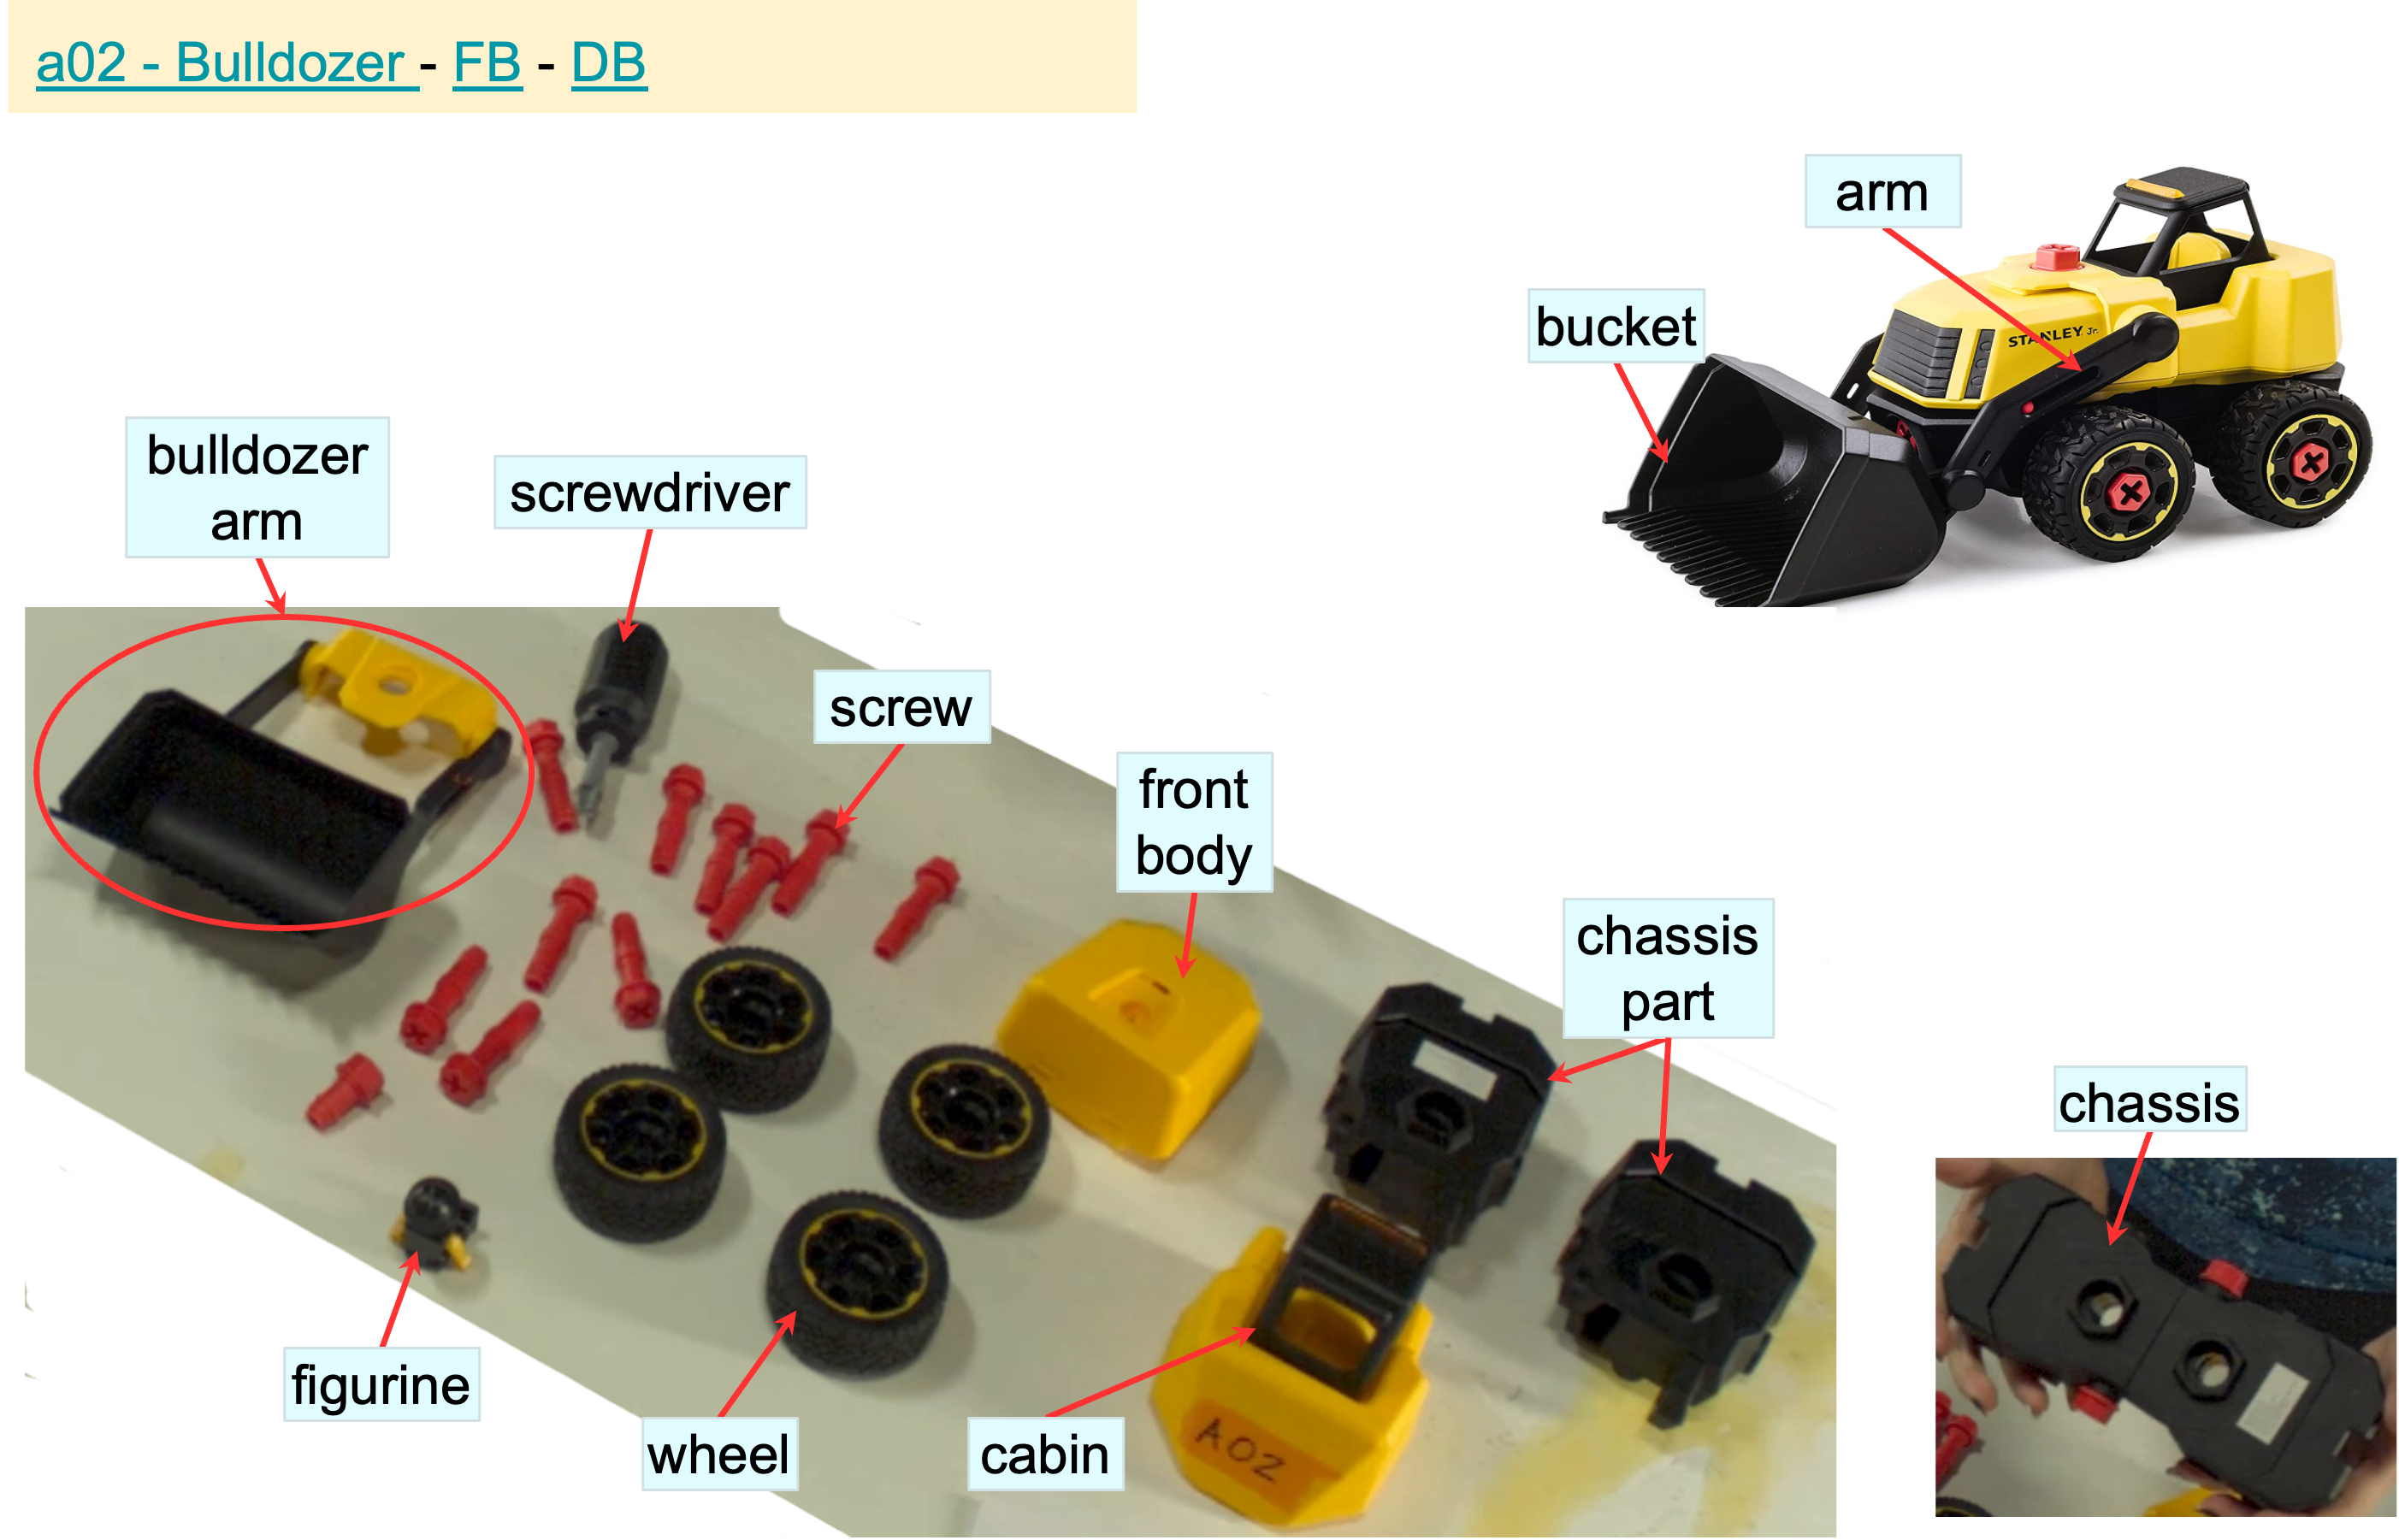 a02 - Bulldozer - FB - DB
arm
bucket
STANLEY Jr.
bulldozer
arm
screwdriver
screw
front
body
chassis
part
chassis
figurine
wheel
cabin
A02